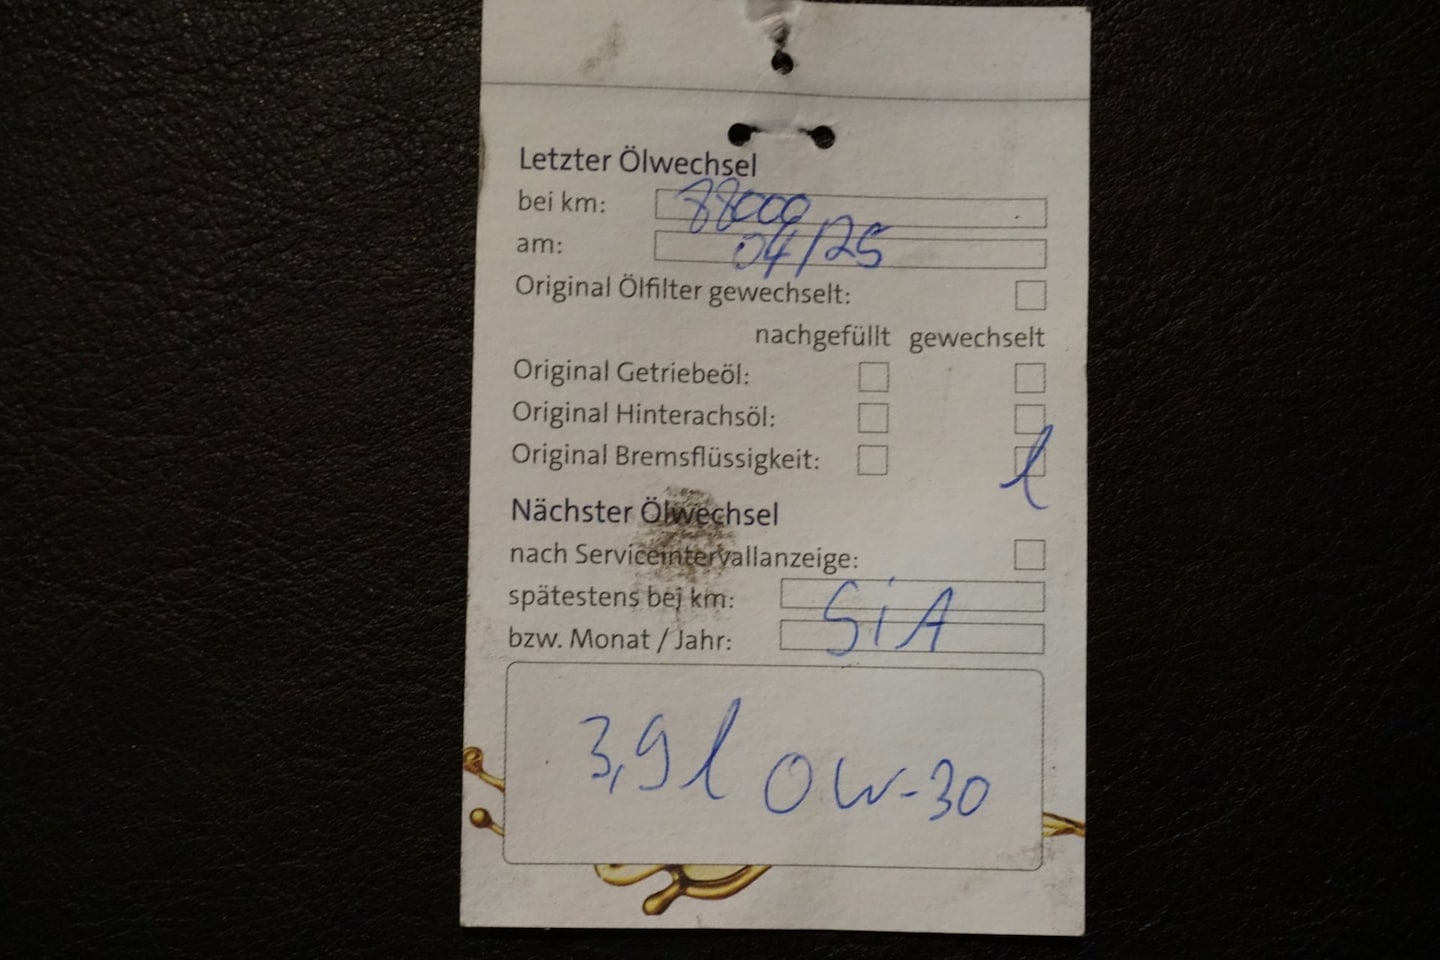 Letzter Ölwechsel
bei km: 88000
am: 04/25
Original Ölfilter gewechselt:
nachgefüllt gewechselt
Original Getriebeöl:
Original Hinterachsöl:
Original Bremsflüssigkeit:
Nächster Ölwechsel
nach Serviceintervallanzeige:
spätestens bei km:
SiA
bzw. Monat / Jahr:
3,9 l 0W-30